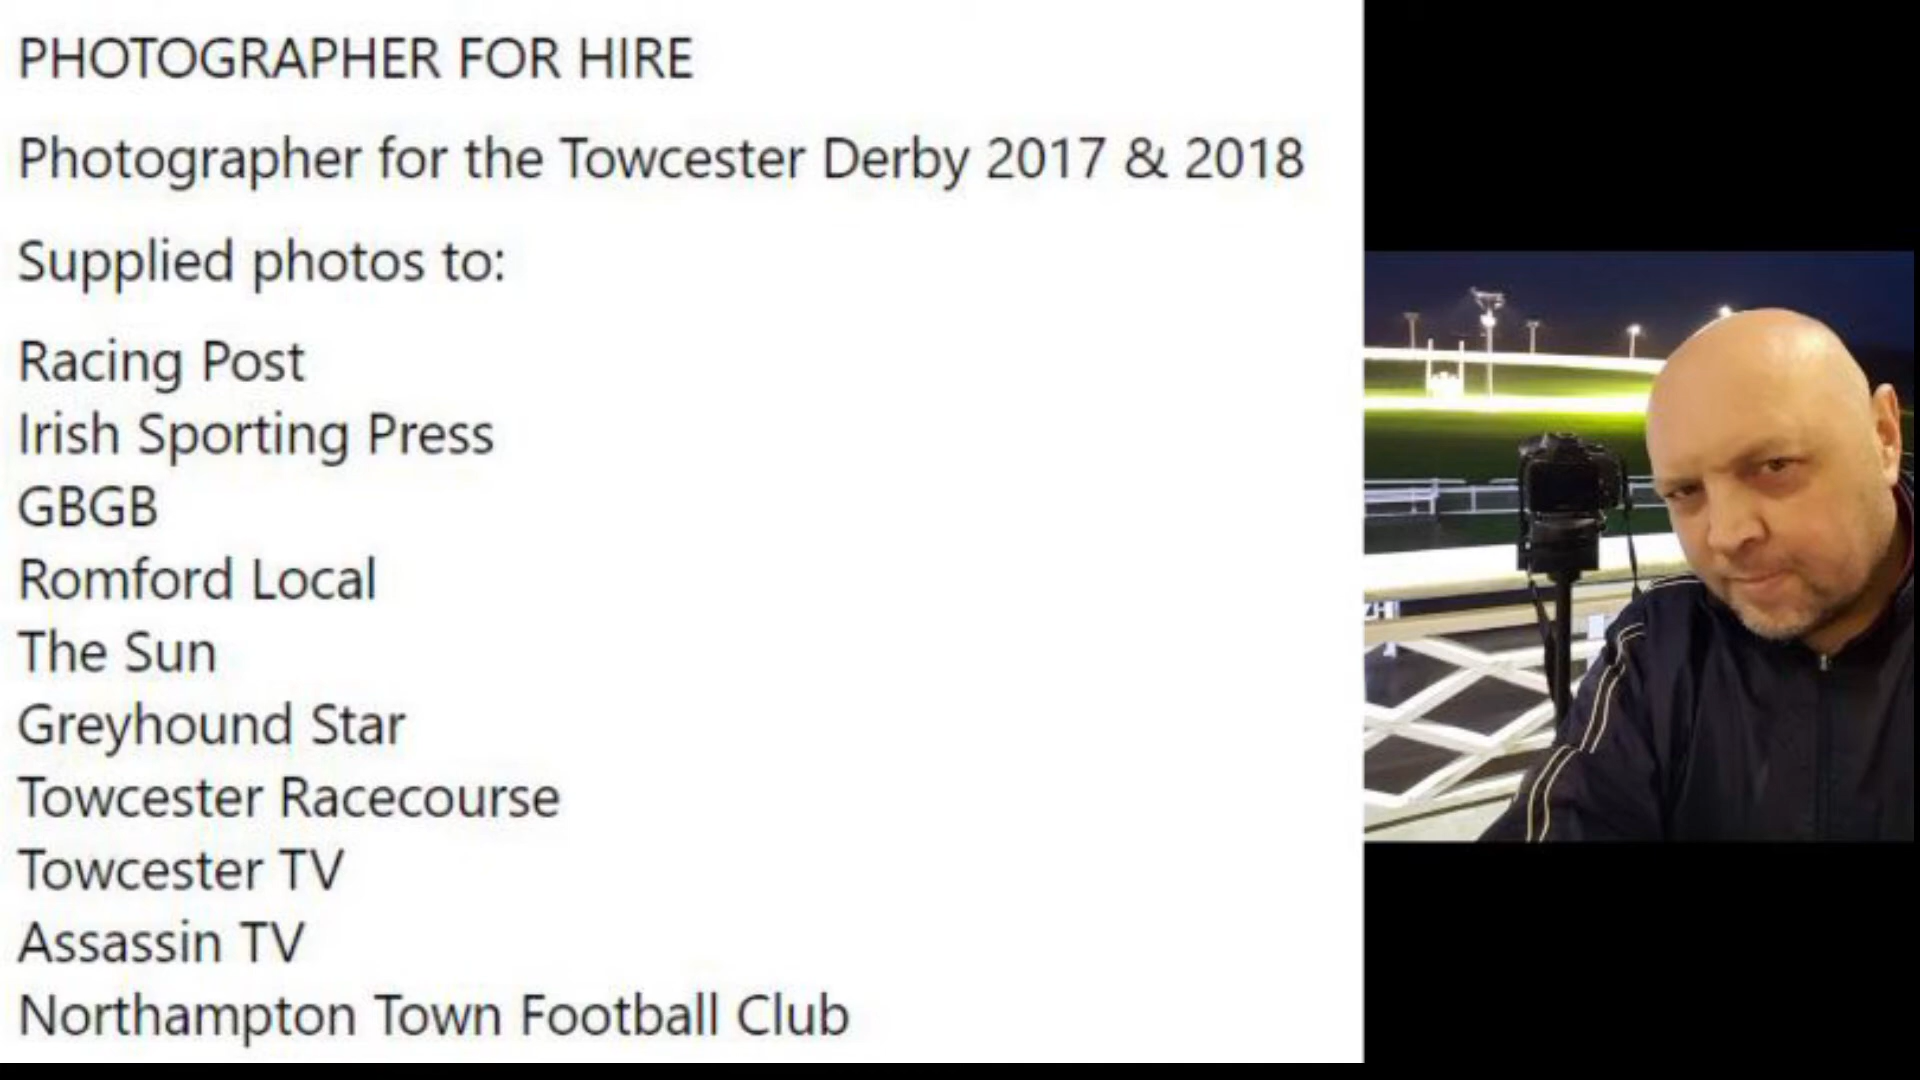 PHOTOGRAPHER FOR HIRE
Photographer for the Towcester Derby 2017 & 2018
Supplied photos to:
Racing Post
Irish Sporting Press
GBGB
Romford Local
The Sun
Greyhound Star
Towcester Racecourse
Towcester TV
Assassin TV
Northampton Town Football Club